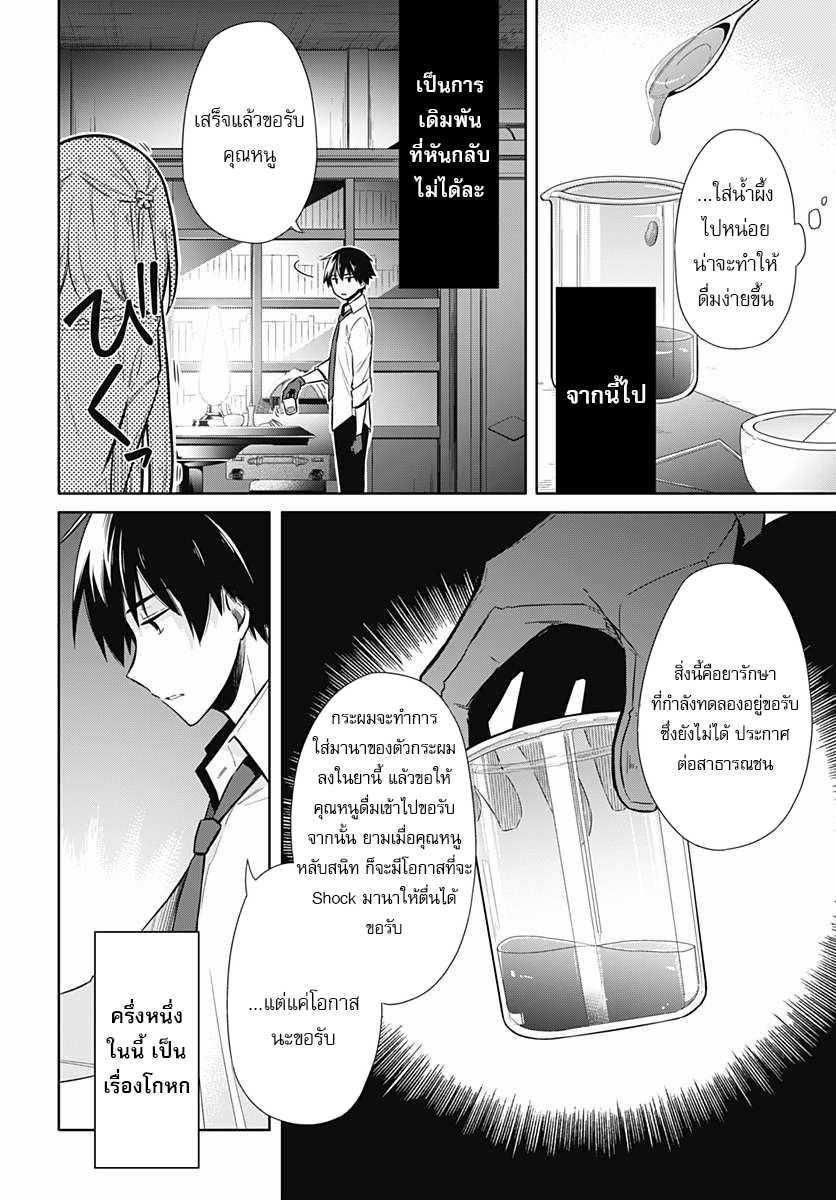 ...ใส่น้ำผึ้ง
ไปหน่อย
น่าจะทำให้
ดื่มง่ายขึ้น
จากนี้ไป
เป็นการ
เดิมพัน
ที่หันกลับ
ไม่ได้ละ
เสร็จแล้วขอรับ
คุณหนู
びくっ
สิ่งนี้คือยารักษา
ที่กำลังทดลองอยู่ขอรับ
ซึ่งยังไม่ได้ ประกาศ
ต่อสาธารณชน
กระผมจะทำการ
ใส่มานาของตัวกระผม
ลงในยานี้ แล้วขอให้
คุณหนูดื่มเข้าไปขอรับ
จากนั้น ยามเมื่อคุณหนู
หลับสนิท ก็จะมีโอกาสที่จะ
Shock มานาให้ตื่นได้
ขอรับ
...แต่แค่โอกาส
นะขอรับ
ครึ่งหนึ่ง
ในนี้ เป็น
เรื่องโกหก